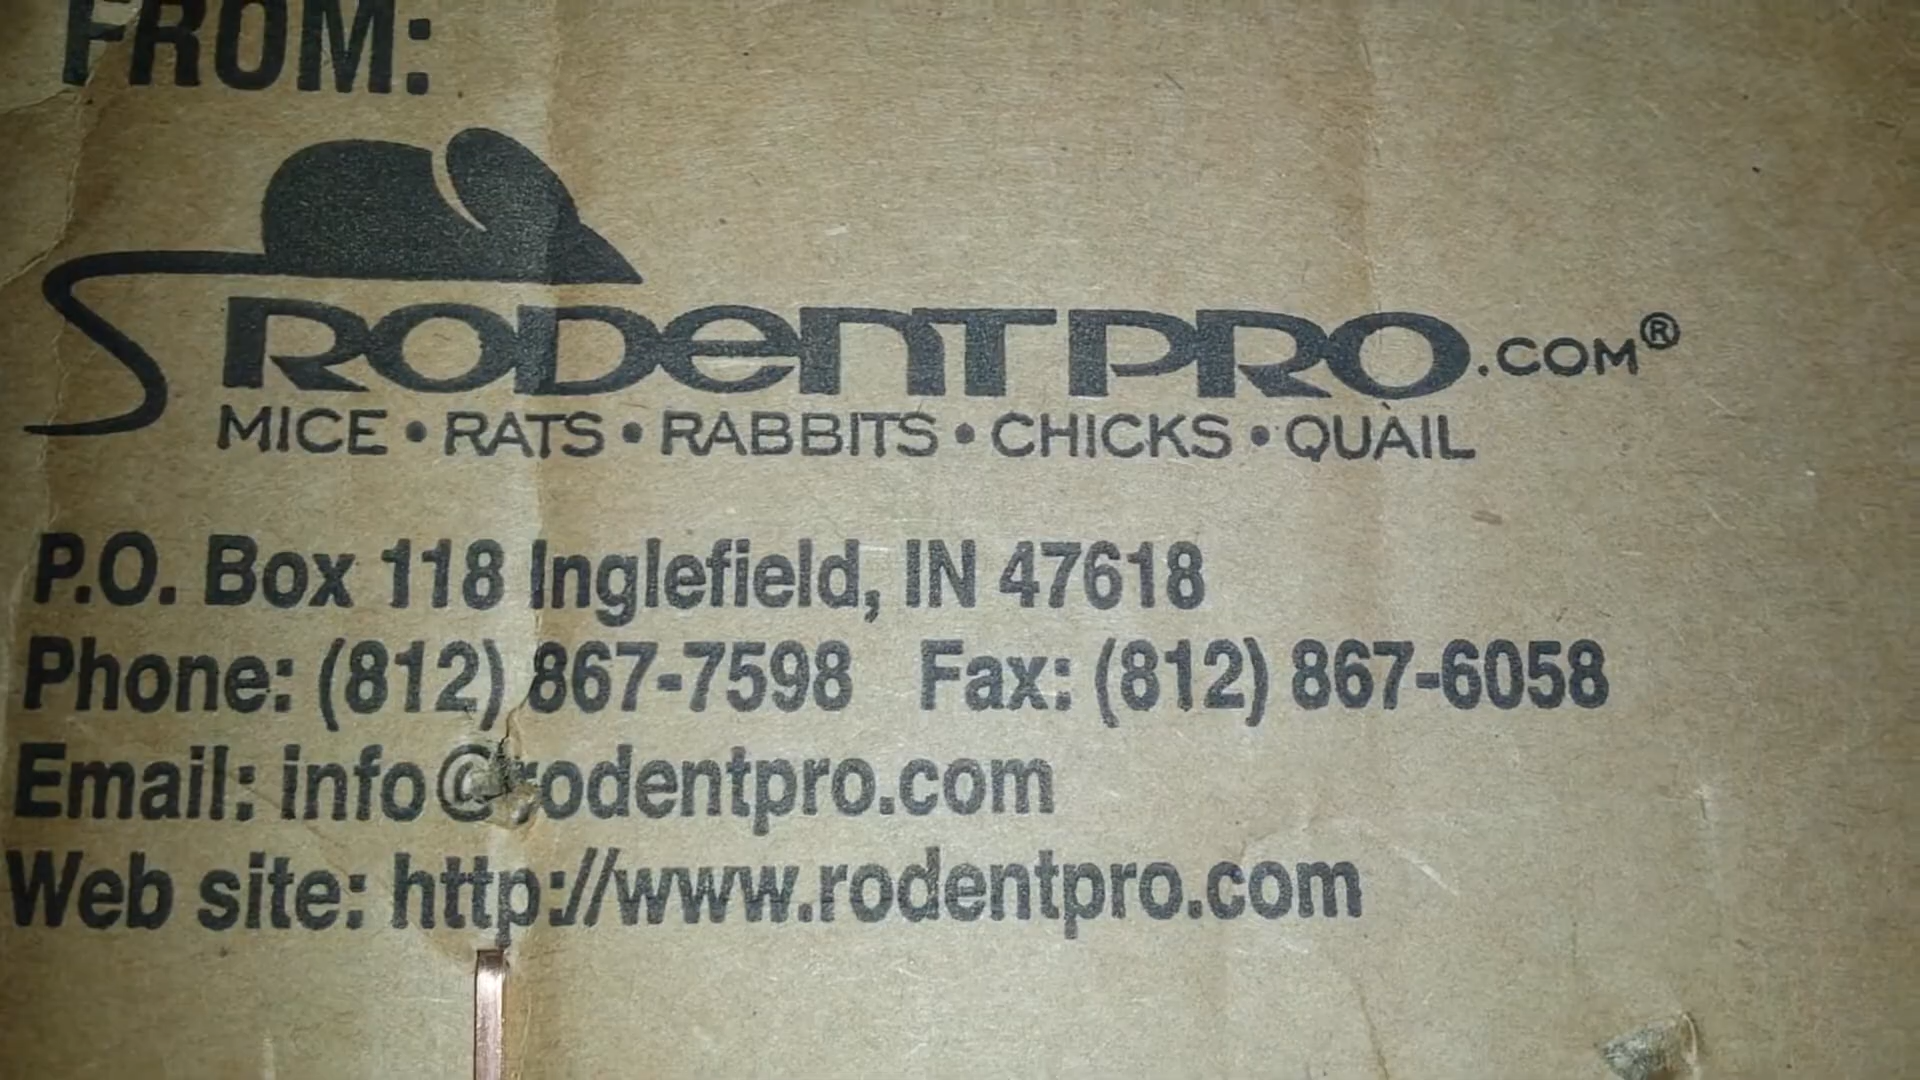 FROM:
RODENTPRO.COM®
MICE • RATS • RABBITS • CHICKS • QUAIL
P.O. Box 118 Inglefield, IN 47618
Phone: (812) 867-7598 Fax: (812) 867-6058
Email: info@rodentpro.com
Web site: http://www.rodentpro.com